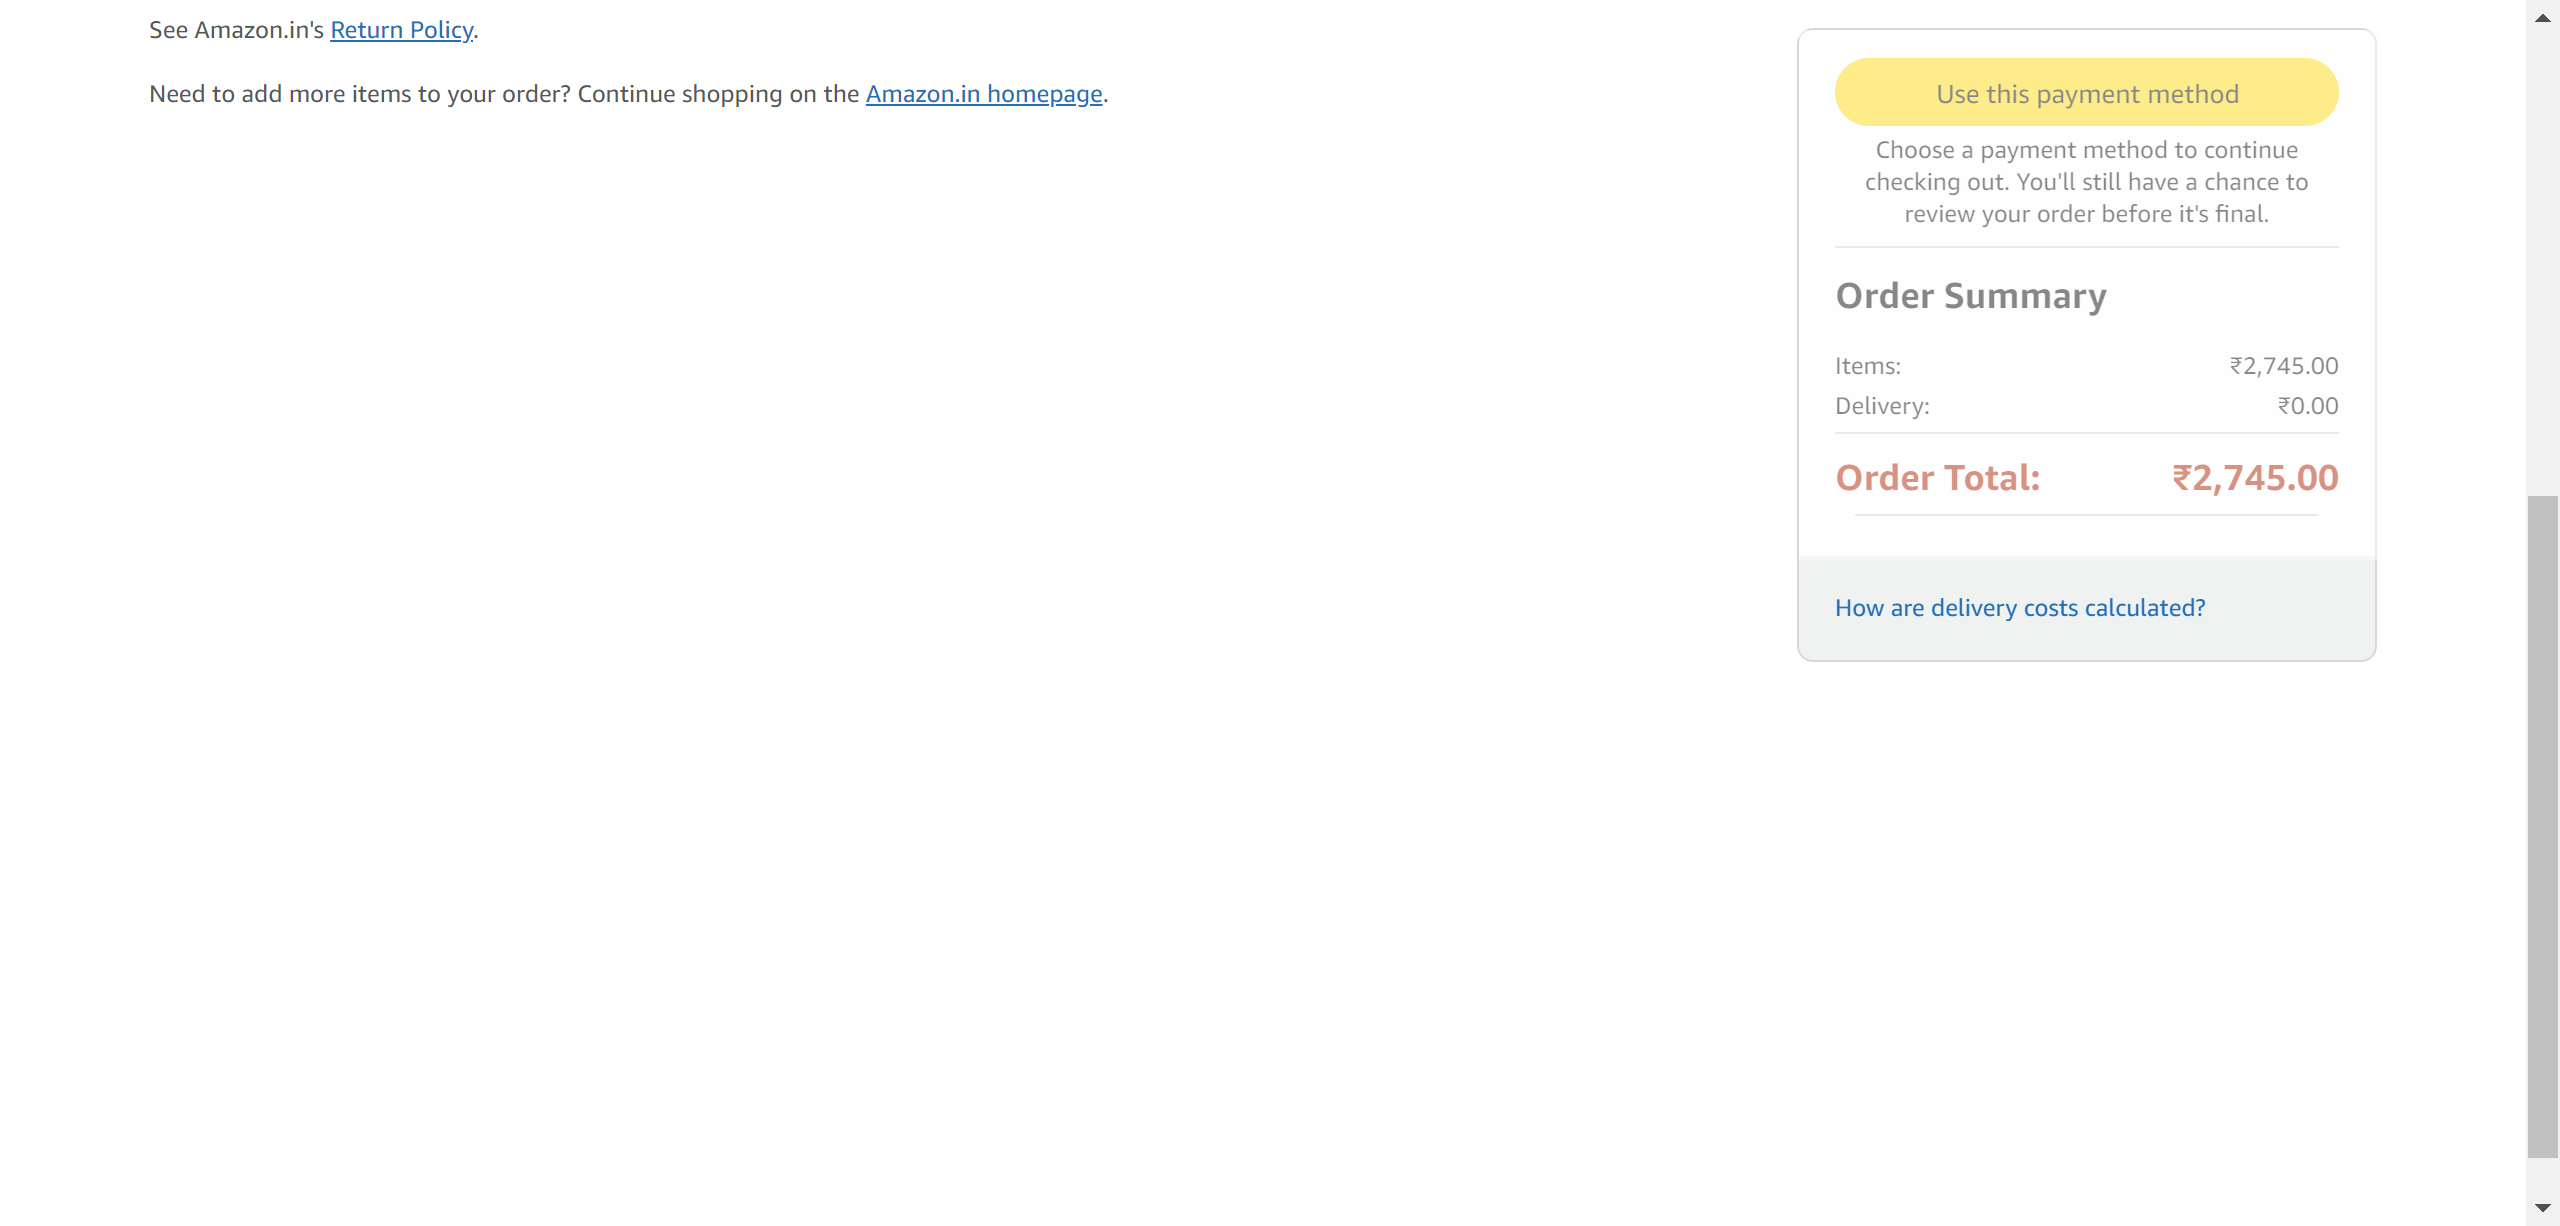 See Amazon.in's Return Policy.
Need to add more items to your order? Continue shopping on the Amazon.in homepage.
Use this payment method
Choose a payment method to continue
checking out. You'll still have a chance to
review your order before it's final.
Order Summary
Items: ₹2,745.00
Delivery: ₹0.00
Order Total: ₹2,745.00
How are delivery costs calculated?